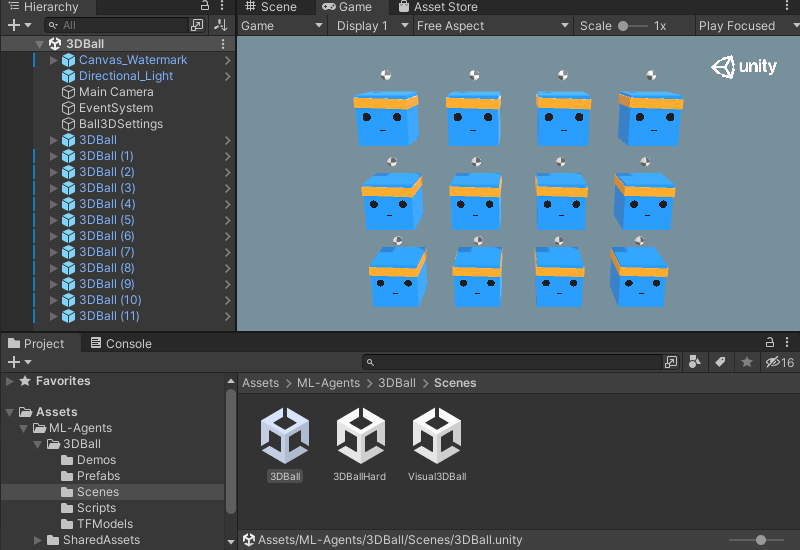 Hierarchy
All
3DBall
Canvas_Watermark
Directional_Light
Main Camera
EventSystem
Ball3DSettings
3DBall
3DBall (1)
3DBall (2)
3DBall (3)
3DBall (4)
3DBall (5)
3DBall (6)
3DBall (7)
3DBall (8)
3DBall (9)
3DBall (10)
3DBall (11)
Scene Game Asset Store
Game Display 1 Free Aspect Scale 1x Play Focused
unity
Project Console
16
Favorites
Assets
ML-Agents
3DBall
Demos
Prefabs
Scenes
Scripts
TFModels
SharedAssets
Assets > ML-Agents > 3DBall > Scenes
3DBall 3DBallHard Visual3DBall
Assets/ML-Agents/3DBall/Scenes/3DBall.unity